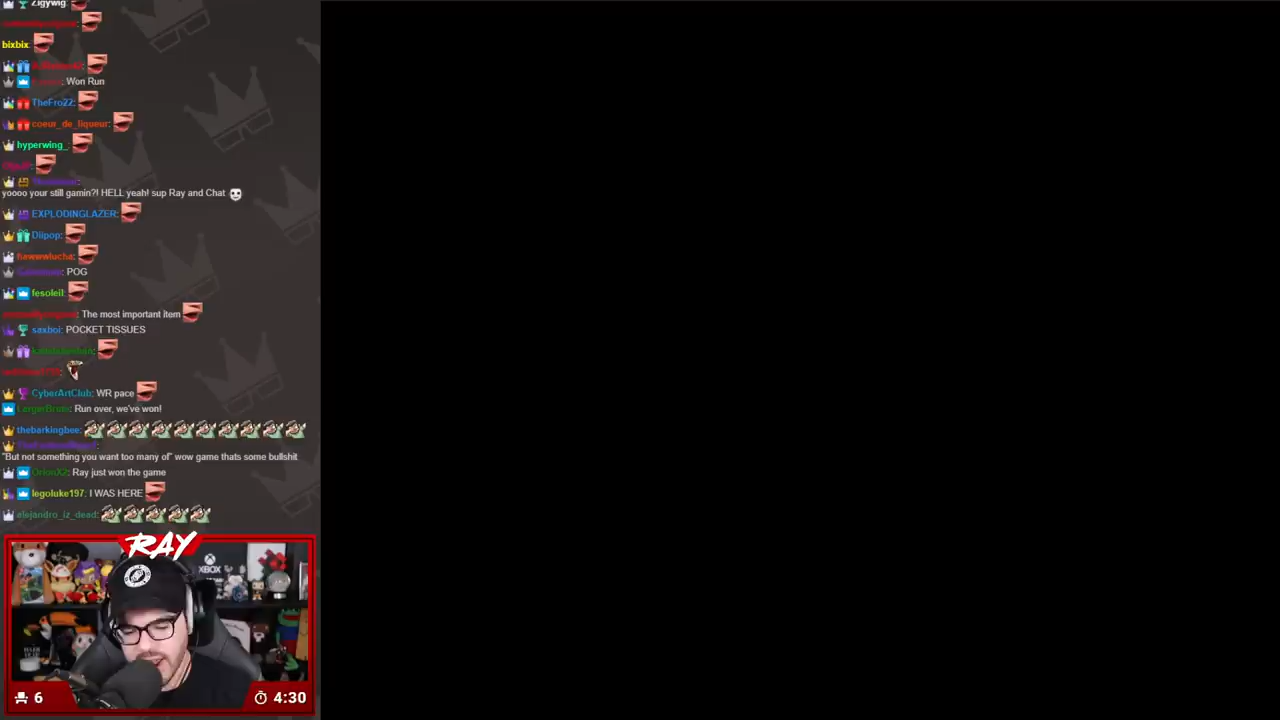 Zigywig:
bixbix:
: Won Run
TheFro22:
coeur_de_liqueur:
hyperwing_:
yoooo your still gamin?! HELL yeah! sup Ray and Chat
EXPLODINGLAZER:
Diipop:
hawwwlucha:
: POG
fesoleil:
: The most important item
saxboi: POCKET TISSUES
CyberArtClub: WR pace
LargerBrutic: Run over, we've won!
thebarkingbee:
"But not something you want too many of" wow game thats some bullshit
OrionX2: Ray just won the game
legoluke197: I WAS HERE
alejandro_iz_dead:
RAY
XBOX
6
4:30